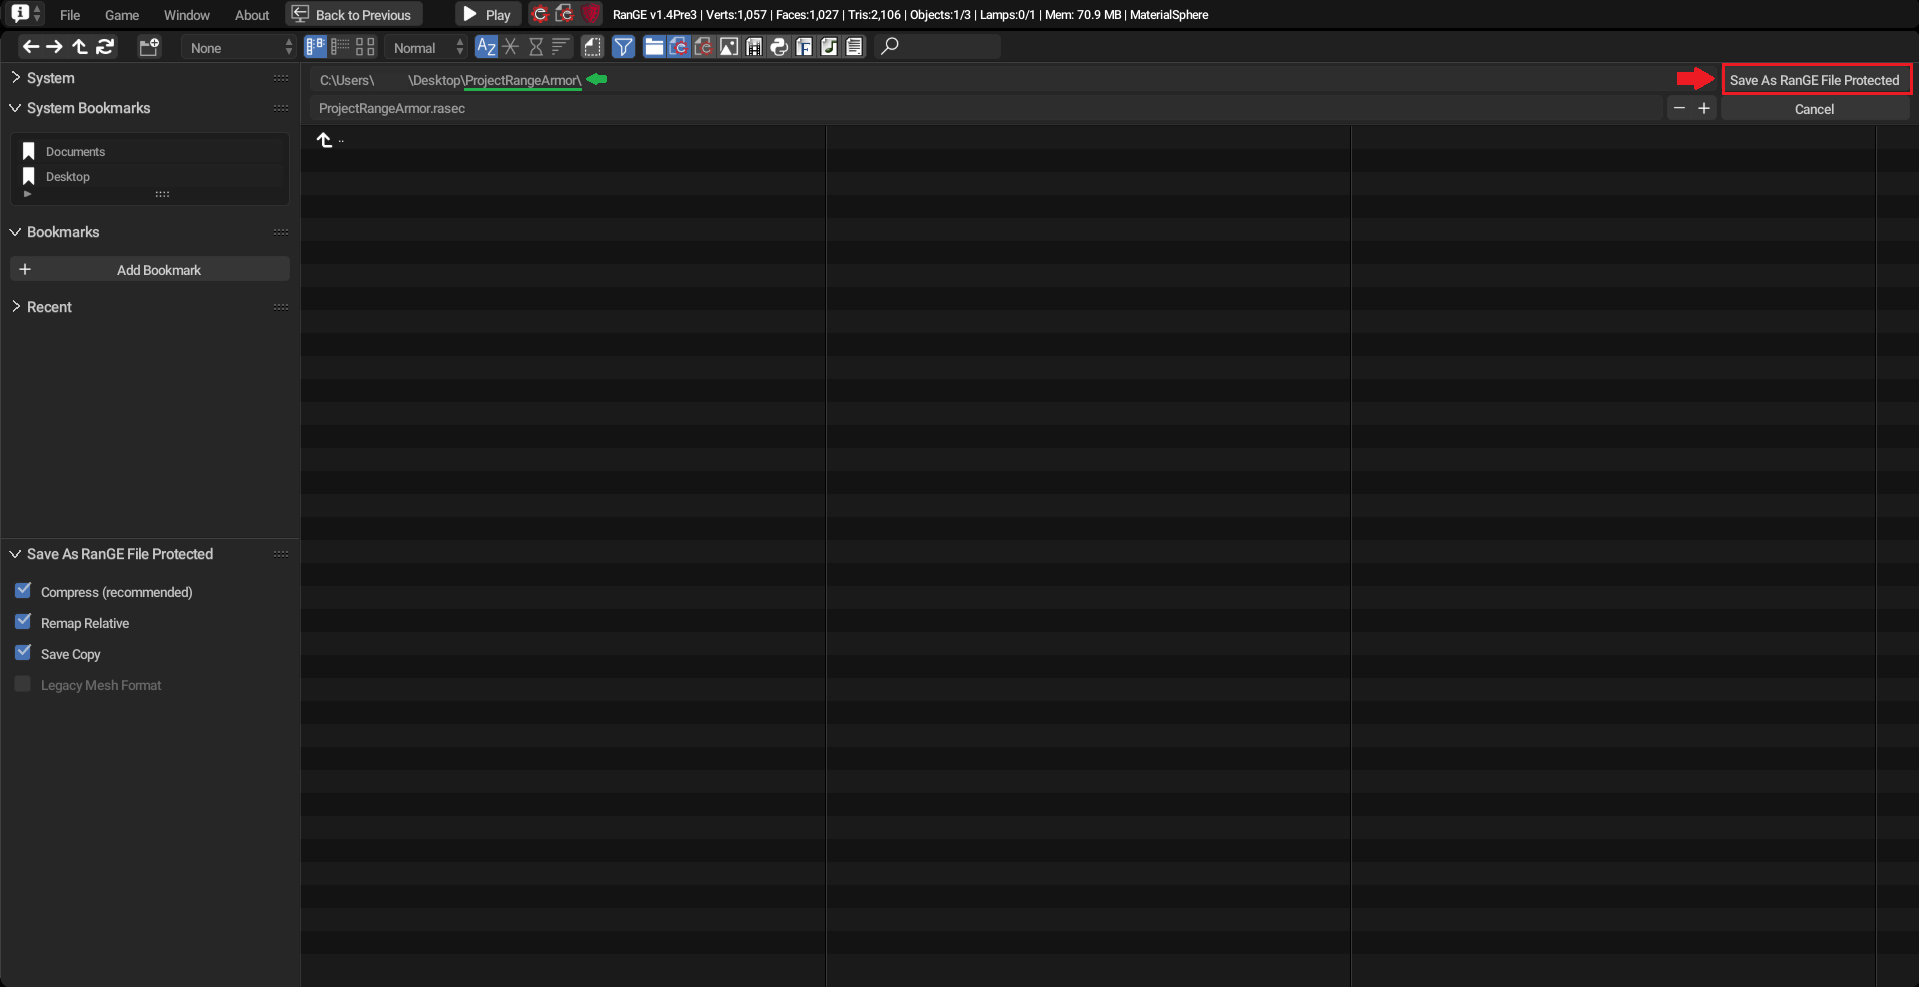 File Game Window About Back to Previous Play RanGE v1.4Pre3 | Verts:1,057 | Faces:1,027 | Tris:2,106 | Objects:1/3 | Lamps:0/1 | Mem: 70.9 MB | MaterialSphere
None Normal
System
C:\Users\ \Desktop\ProjectRangeArmor\ Save As RanGE File Protected
System Bookmarks
ProjectRangeArmor.rasec − + Cancel
..
Documents
Desktop
Bookmarks
+ Add Bookmark
Recent
Save As RanGE File Protected
Compress (recommended)
Remap Relative
Save Copy
Legacy Mesh Format